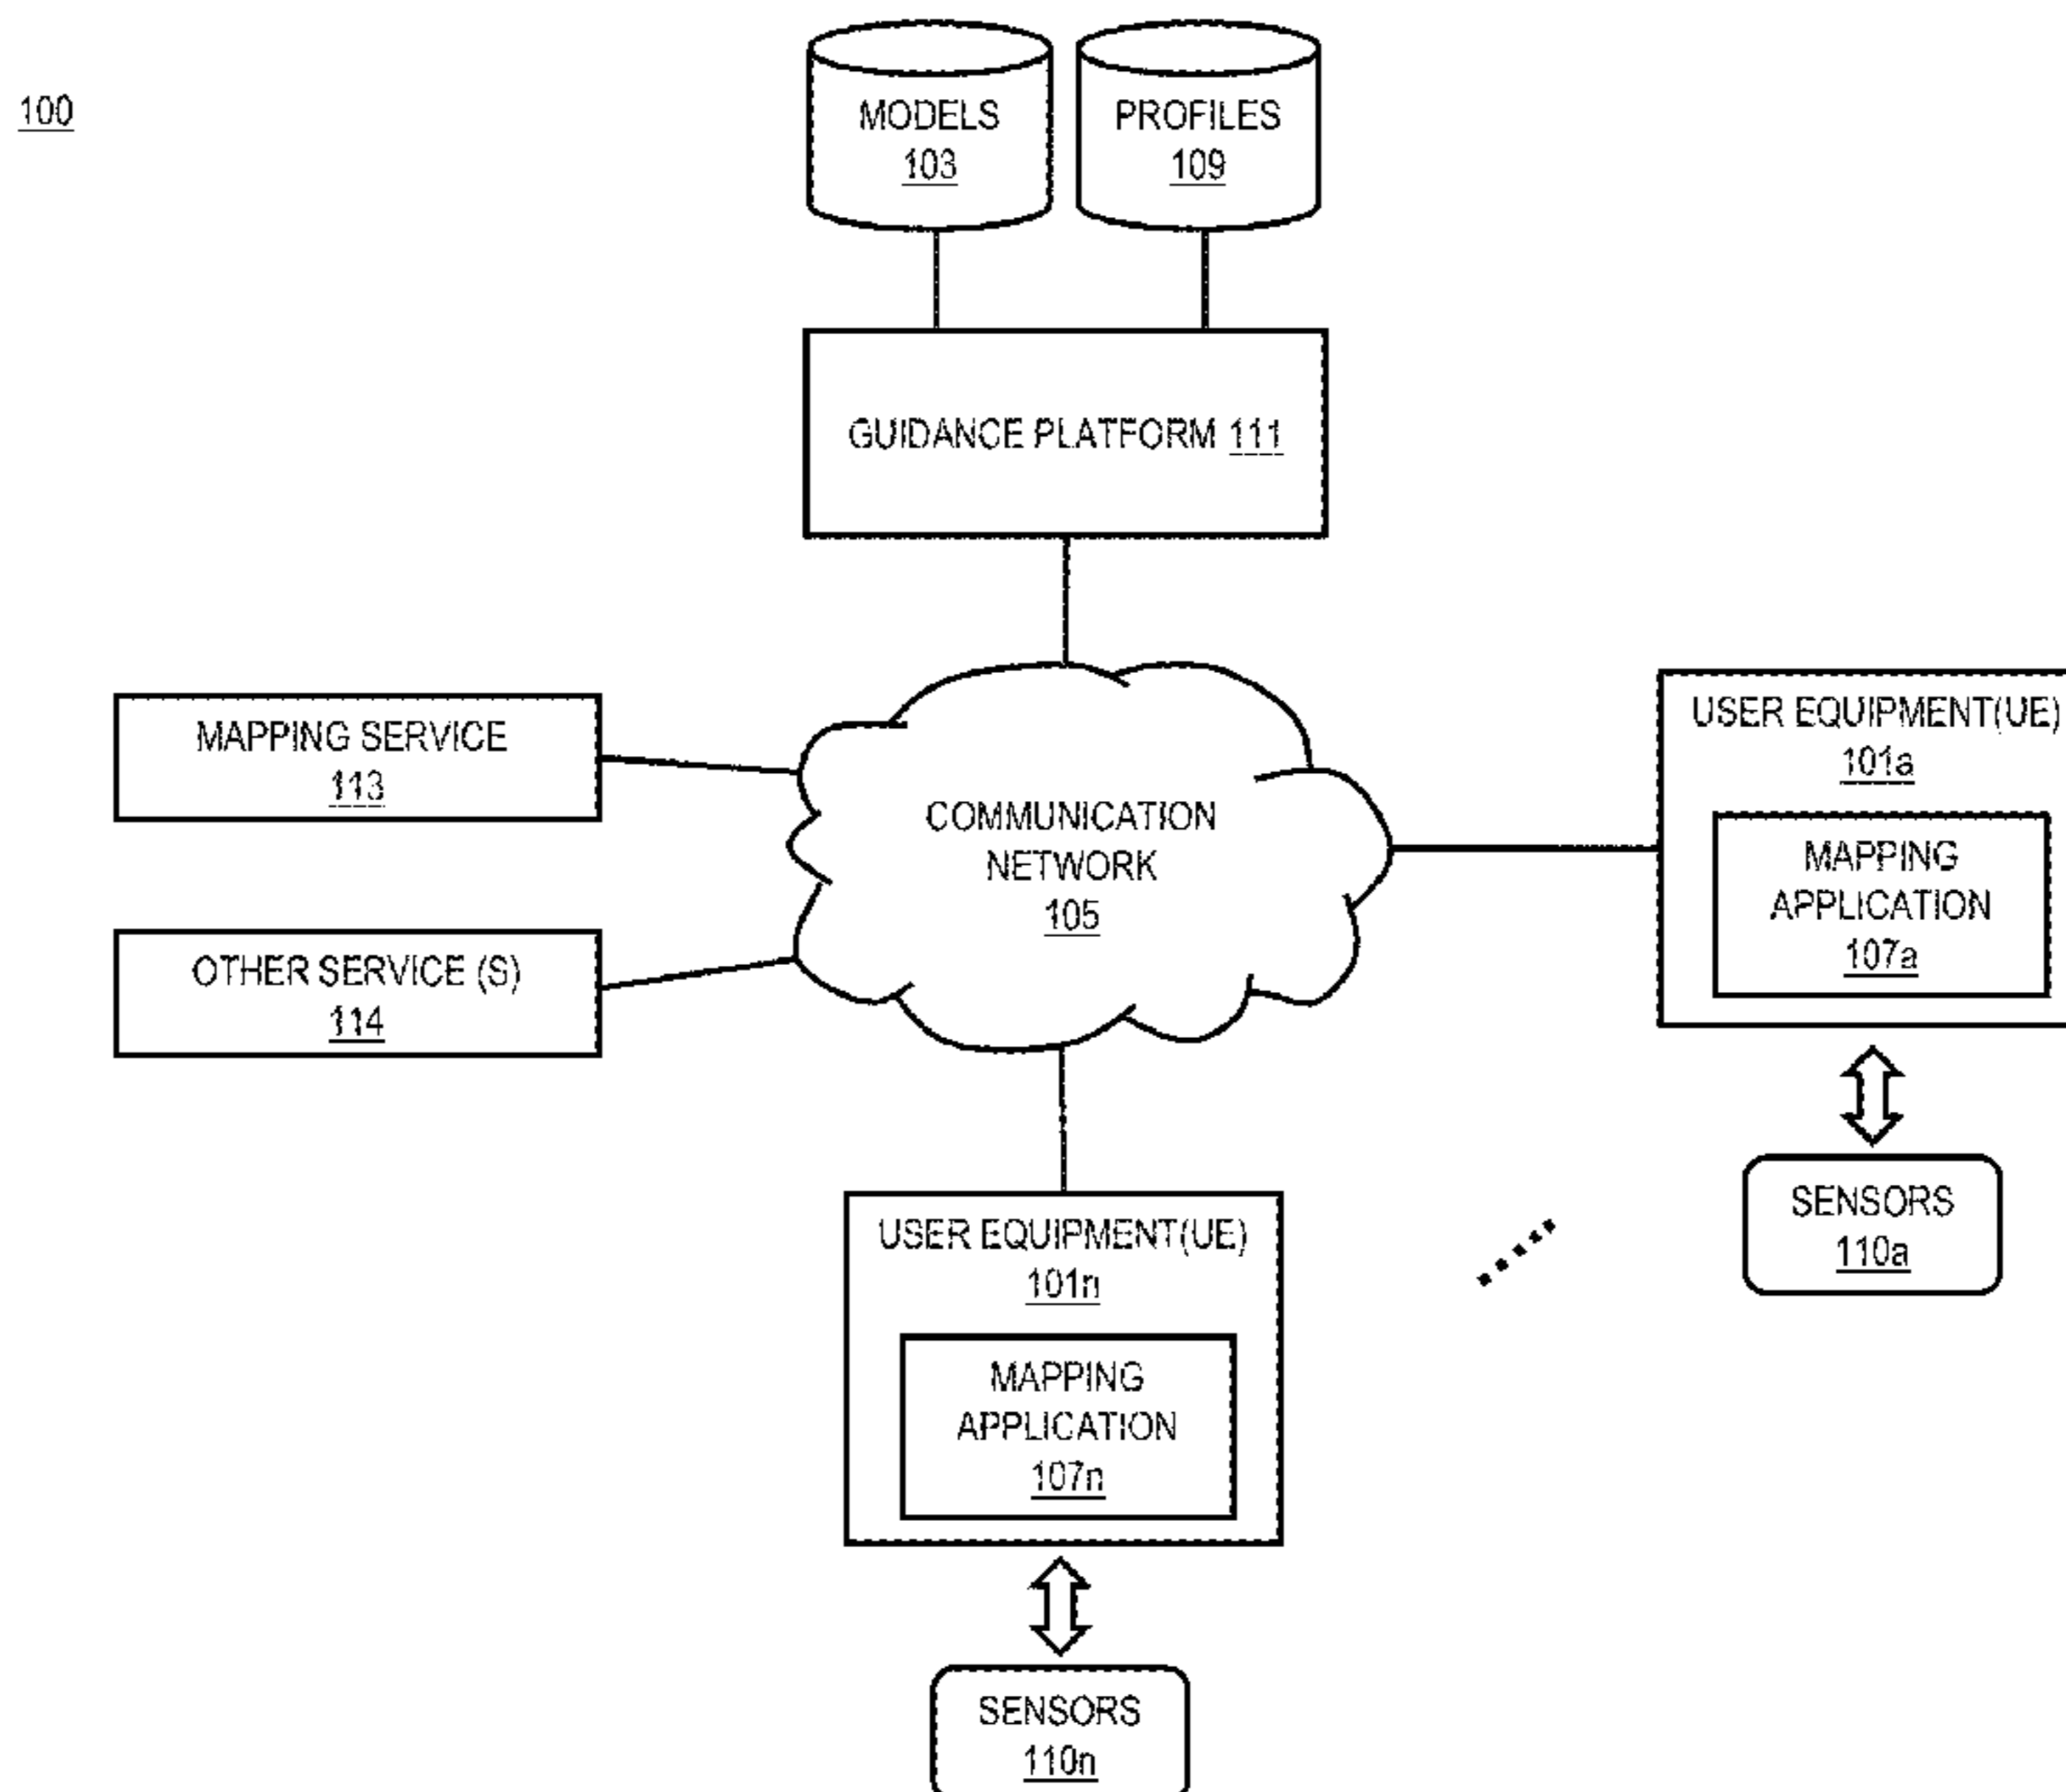 100
MODELS
103
PROFILES
109
GUIDANCE PLATFORM 111
MAPPING SERVICE
113
OTHER SERVICE (S)
114
COMMUNICATION
NETWORK
105
USER EQUIPMENT(UE)
101a
MAPPING
APPLICATION
107a
SENSORS
110a
USER EQUIPMENT(UE)
101n
MAPPING
APPLICATION
107n
SENSORS
110n